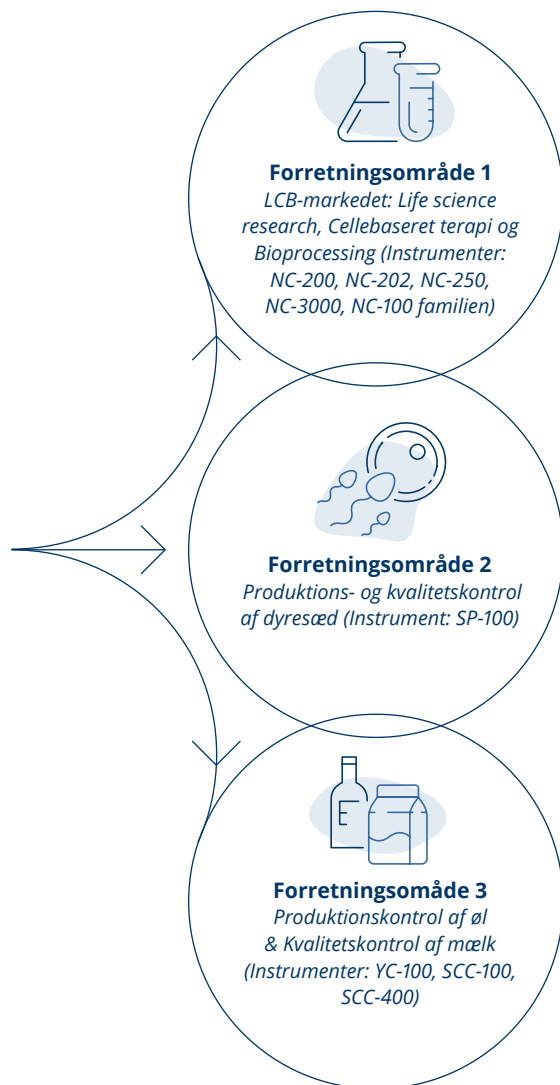 Forretningsområde 1
LCB-markedet: Life science
research, Cellebaseret terapi og
Bioprocessing (Instrumenter:
NC-200, NC-202, NC-250,
NC-3000, NC-100 familien)
Forretningsområde 2
Produktions- og kvalitetskontrol
af dyresæd (Instrument: SP-100)
Forretningsomåde 3
Produktionskontrol af øl
& Kvalitetskontrol af mælk
(Instrumenter: YC-100, SCC-100,
SCC-400)